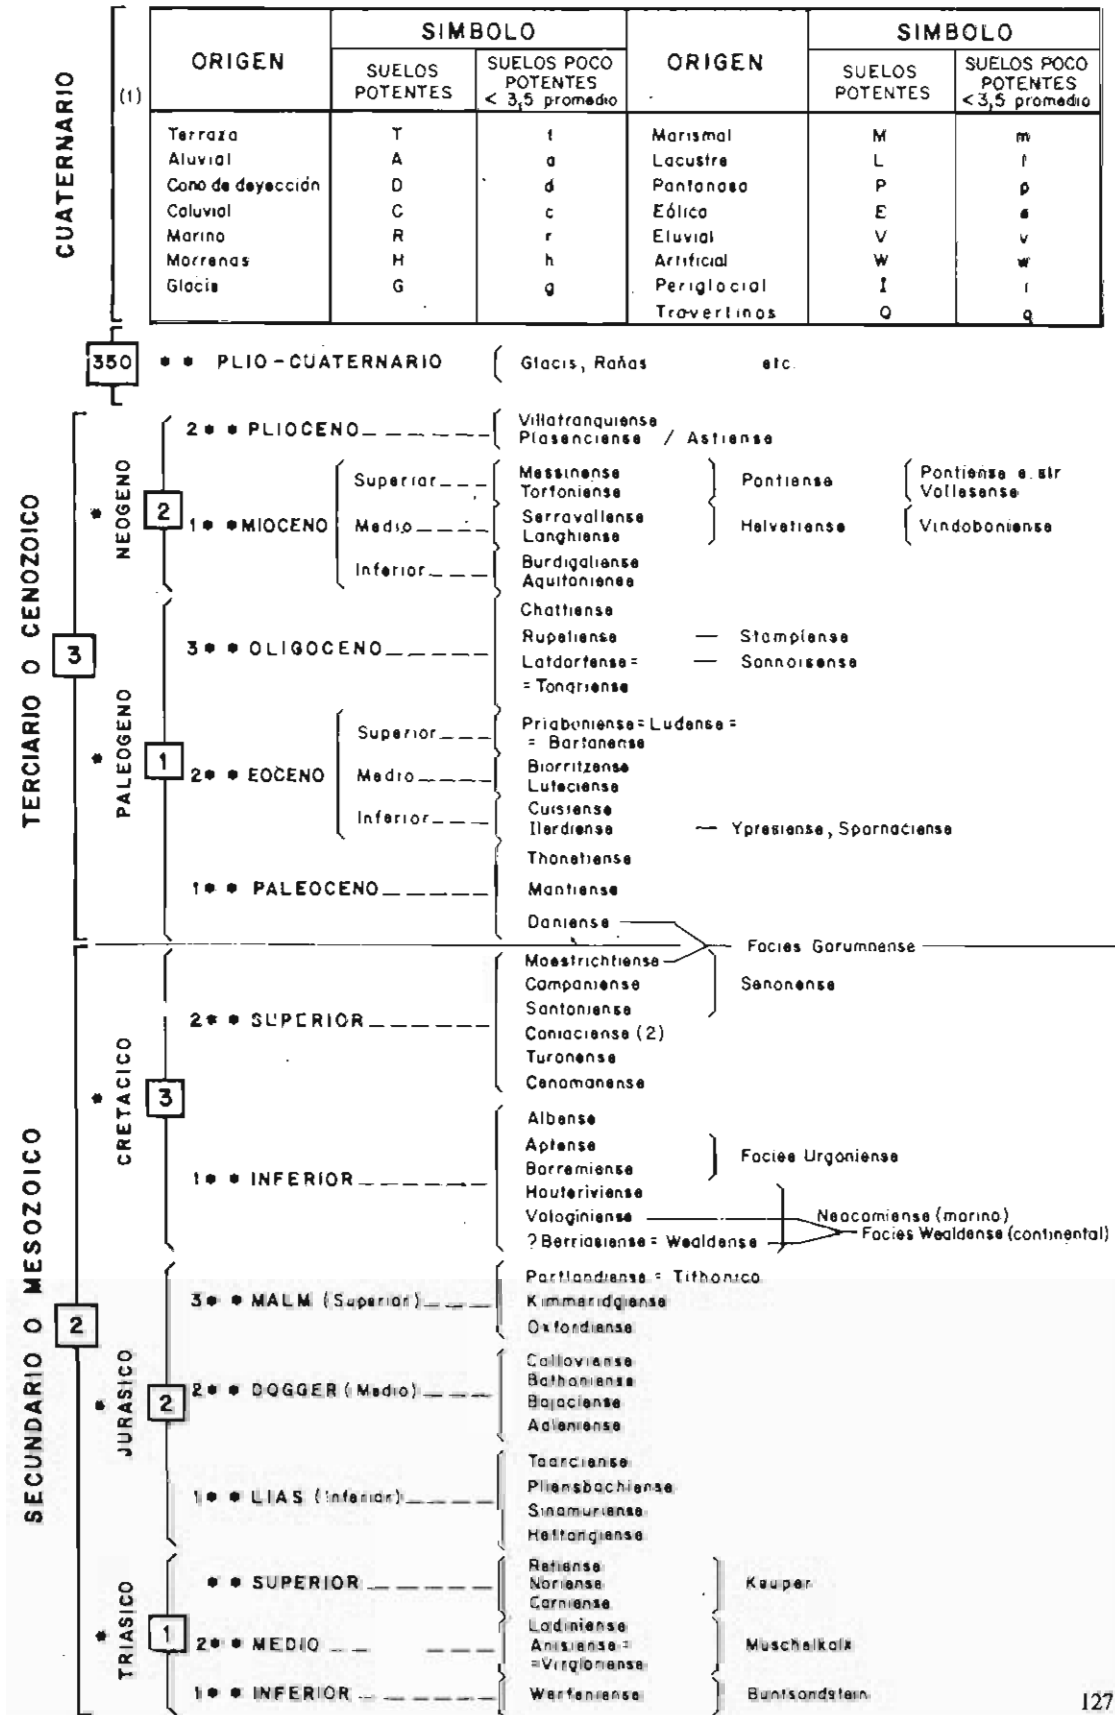 CUATERNARIO
(1)
ORIGEN SIMBOLO ORIGEN SIMBOLO
SUELOS POTENTES SUELOS POCO POTENTES < 3,5 promedio SUELOS POTENTES SUELOS POCO POTENTES < 3,5 promedio
Terraza T t Marismal M m
Aluvial A a Lacustre L l
Cono de deyección D d Pantanoso P p
Coluvial C c Eólico E e
Marino R r Eluvial V v
Morrenas H h Artificial W w
Glacis G g Periglacial I i
Travertinos Q q
350 * * PLIO-CUATERNARIO Glacis, Rañas etc.
TERCIARIO O CENOZOICO
3
* NEOGENO
2
2 * * PLIOCENO
Villafranquiense
Plasenciense / Astiense
1 * * MIOCENO
Superior
Messinense
Tortoniense
Pontiense
Pontiense s. str
Vallesense
Medio
Serravallense
Langhiense
Helvetiense
Vindoboniense
Inferior
Burdigaliense
Aquitaniense
* PALEOGENO
1
3 * * OLIGOCENO
Chattiense
Rupeliense — Stampiense
Latdorfense = — Sannoisense
= Tongriense
2 * * EOCENO
Superior
Priaboniense = Ludense =
= Bartonense
Medio
Biarritzense
Luteciense
Inferior
Cuisiense
Ilerdiense — Ypresiense, Sparnaciense
1 * * PALEOCENO
Thanetiense
Montiense
Daniense
Facies Garumnense
SECUNDARIO O MESOZOICO
2
* CRETACICO
3
2 * * SUPERIOR
Maestrichtiense
Campaniense
Santoniense
Senonense
Coniaciense (2)
Turonense
Cenomanense
1 * * INFERIOR
Albense
Aptense
Barremiense
Facies Urgoniense
Hauteriviense
Valoginiense
? Berriasiense = Wealdense
Neocomiense (marino)
Facies Wealdense (continental)
* JURASICO
2
3 * * MALM (Superior)
Portlandiense = Tithonico
Kimmeridgiense
Oxfordiense
2 * * DOGGER (Medio)
Calloviense
Bathoniense
Bajociense
Aaleniense
1 * * LIAS (Inferior)
Toarciense
Pliensbachiense
Sinemuriense
Hettangiense
* TRIASICO
1
* * SUPERIOR
Retiense
Noriense
Carniense
Keuper
2 * * MEDIO
Ladiniense
Anisiense =
= Virgloriense
Muschelkalk
1 * * INFERIOR
Werfeniense
Buntsandstein
127